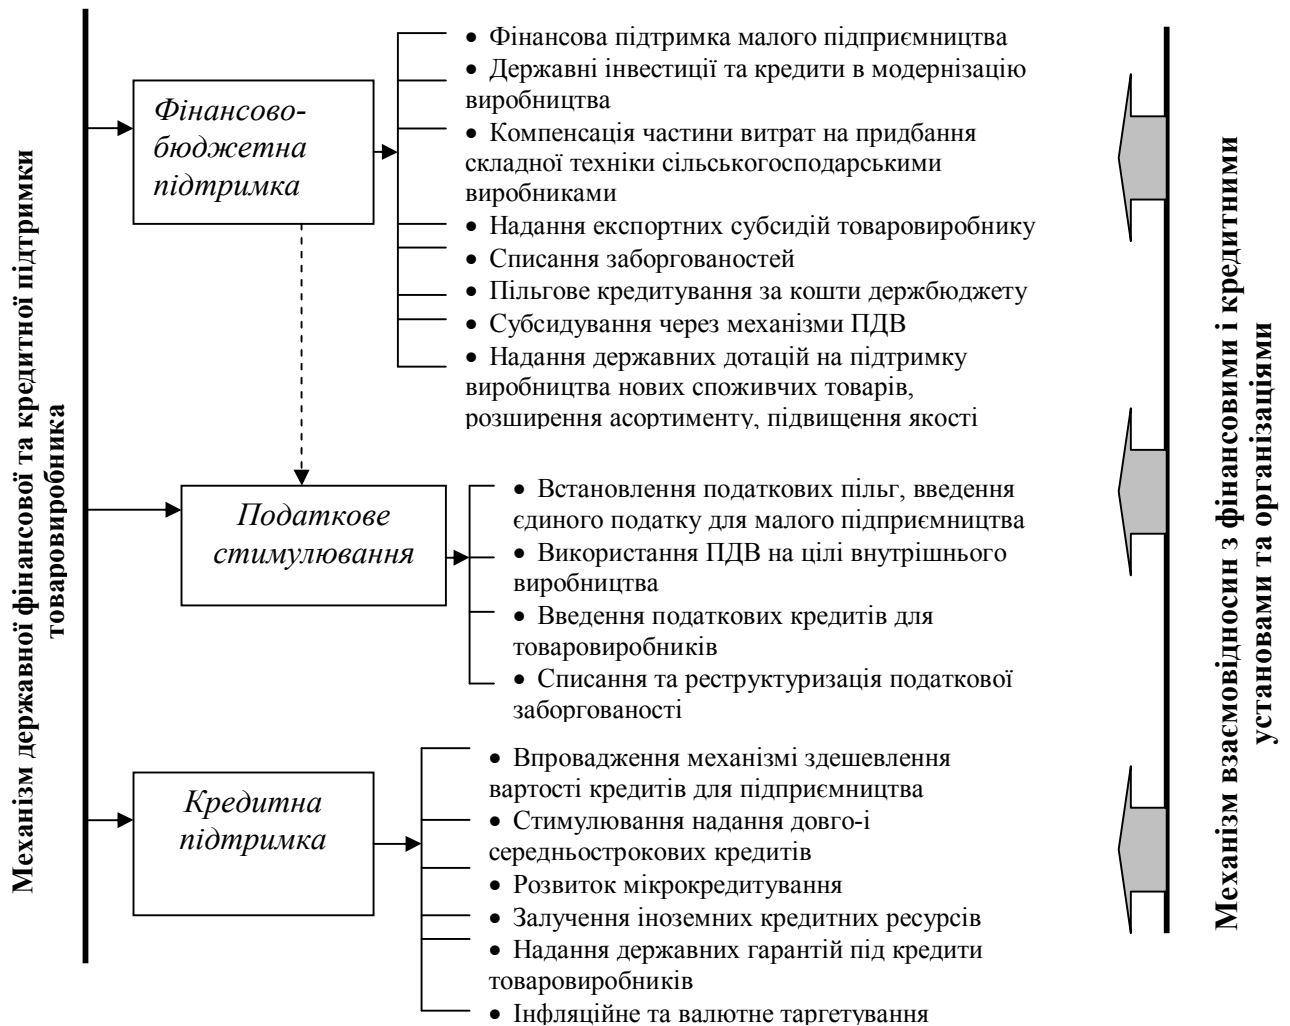 Механізм державної фінансової та кредитної підтримки
товаровиробника
Фінансово-
бюджетна
підтримка
• Фінансова підтримка малого підприємництва
• Державні інвестиції та кредити в модернізацію
виробництва
• Компенсація частини витрат на придбання
складної техніки сільськогосподарськими
виробниками
• Надання експортних субсидій товаровиробнику
• Списання заборгованостей
• Пільгове кредитування за кошти держбюджету
• Субсидування через механізми ПДВ
• Надання державних дотацій на підтримку
виробництва нових споживчих товарів,
розширення асортименту, підвищення якості
Податкове
стимулювання
• Встановлення податкових пільг, введення
єдиного податку для малого підприємництва
• Використання ПДВ на цілі внутрішнього
виробництва
• Введення податкових кредитів для
товаровиробників
• Списання та реструктуризація податкової
заборгованості
Кредитна
підтримка
• Впровадження механізмі здешевлення
вартості кредитів для підприємництва
• Стимулювання надання довго-і
середньострокових кредитів
• Розвиток мікрокредитування
• Залучення іноземних кредитних ресурсів
• Надання державних гарантій під кредити
товаровиробників
• Інфляційне та валютне таргетування
Механізм взаємовідносин з фінансовими і кредитними
установами та організаціями